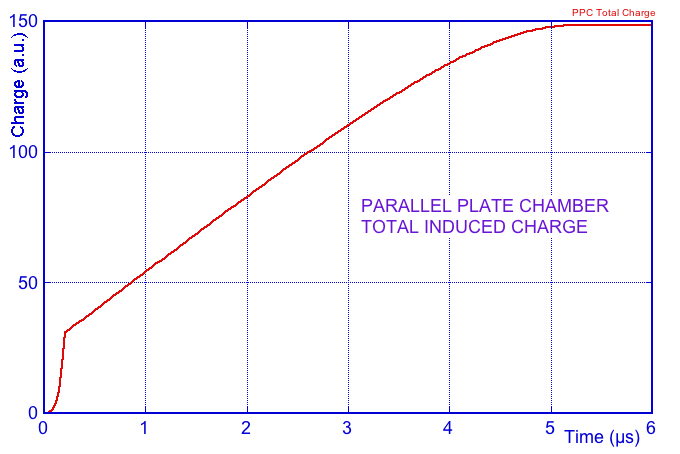 PPC Total Charge
150
Charge (a.u.)
100
PARALLEL PLATE CHAMBER
TOTAL INDUCED CHARGE
50
0
0 1 2 3 4 5 6
Time (µs)